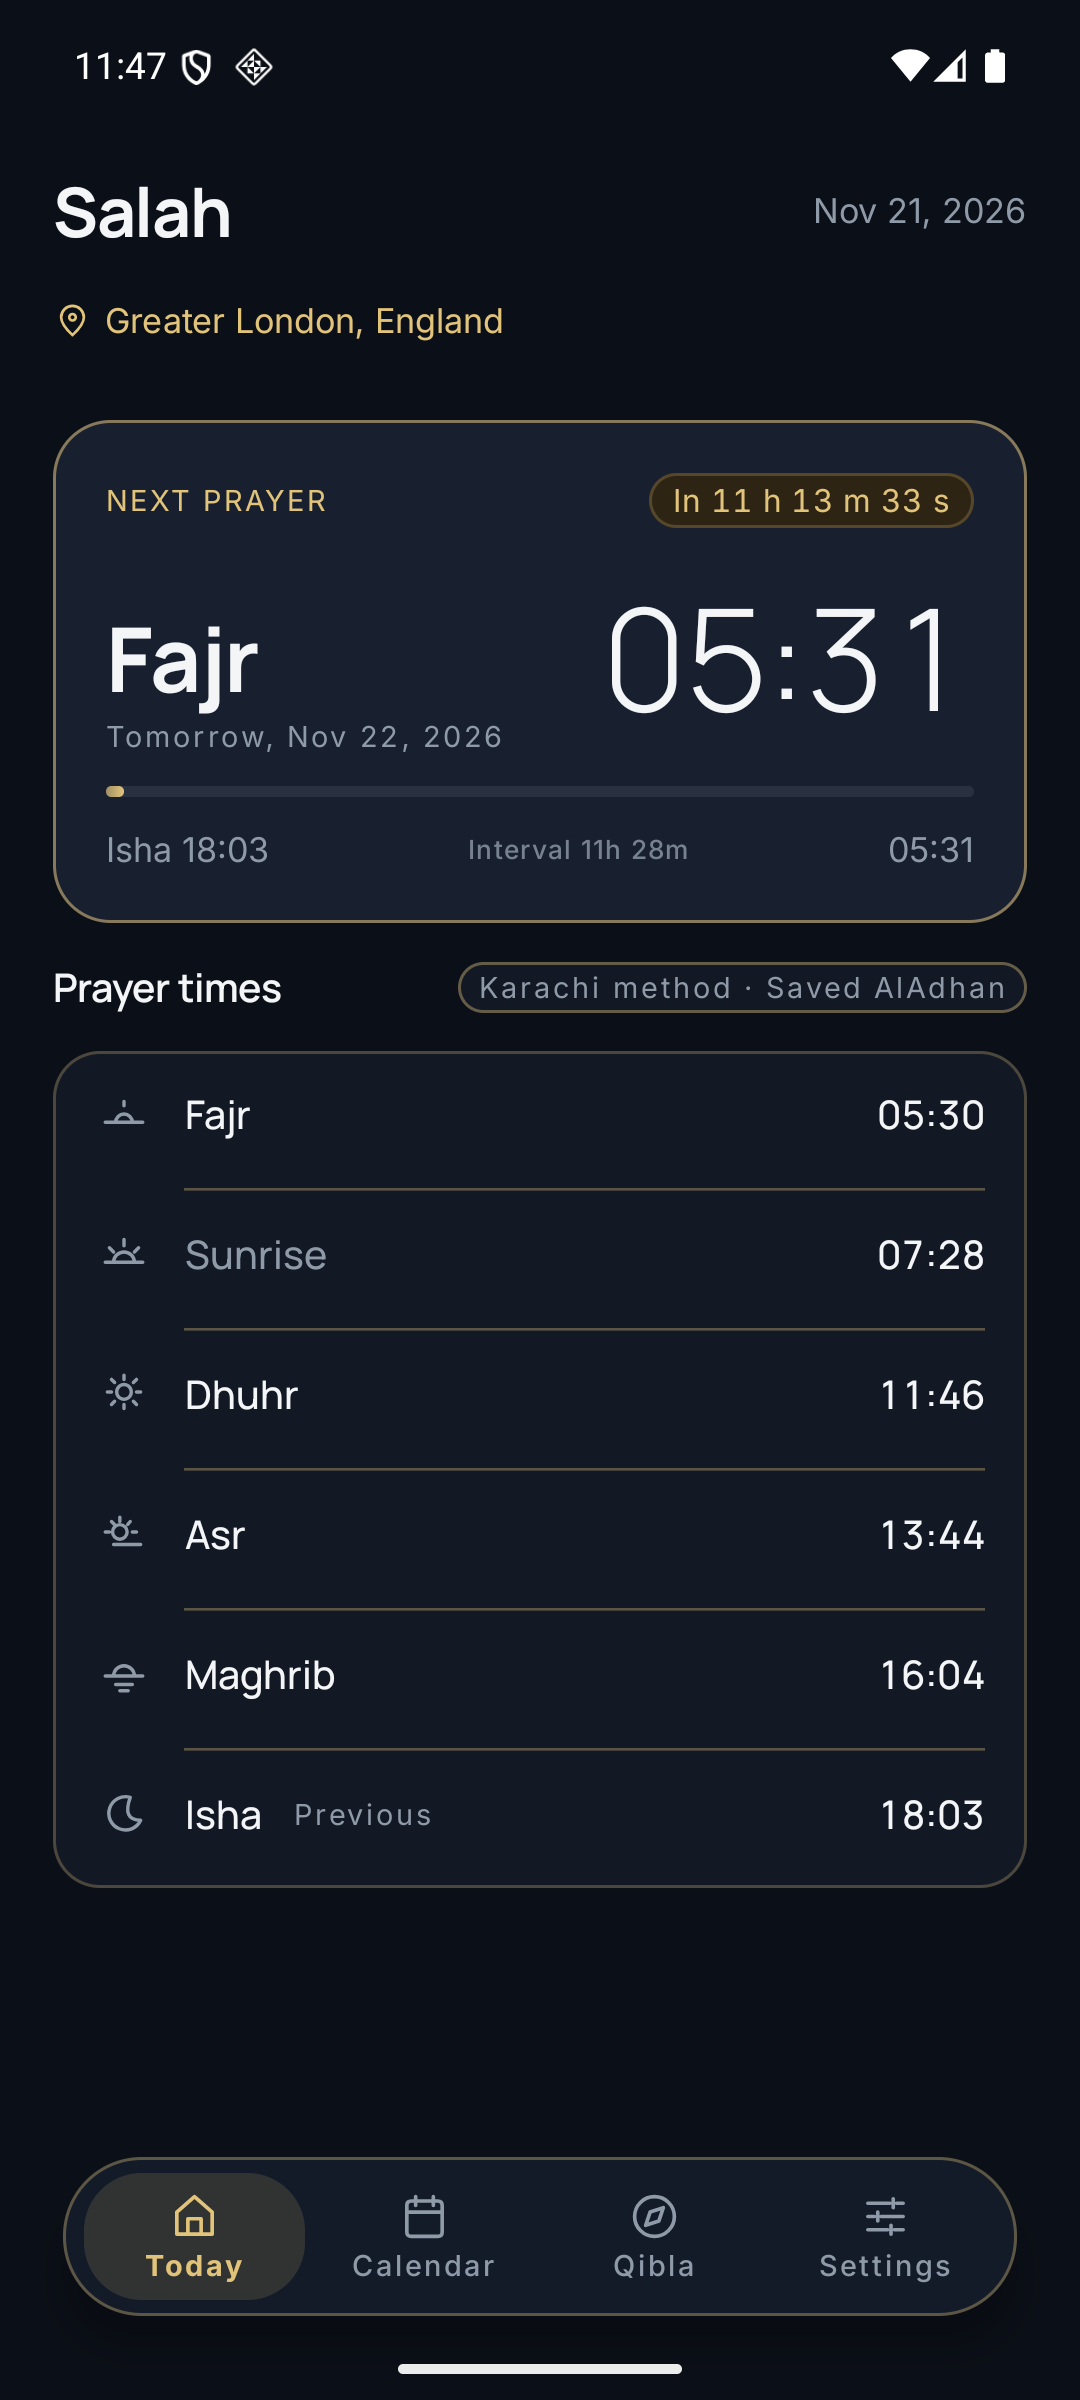 11:47
Salah
Nov 21, 2026
Greater London, England
NEXT PRAYER
In 11 h 13 m 33 s
Fajr
05:31
Tomorrow, Nov 22, 2026
Isha 18:03
Interval 11h 28m
05:31
Prayer times
Karachi method · Saved AlAdhan
Fajr
05:30
Sunrise
07:28
Dhuhr
11:46
Asr
13:44
Maghrib
16:04
Isha Previous
18:03
Today
Calendar
Qibla
Settings